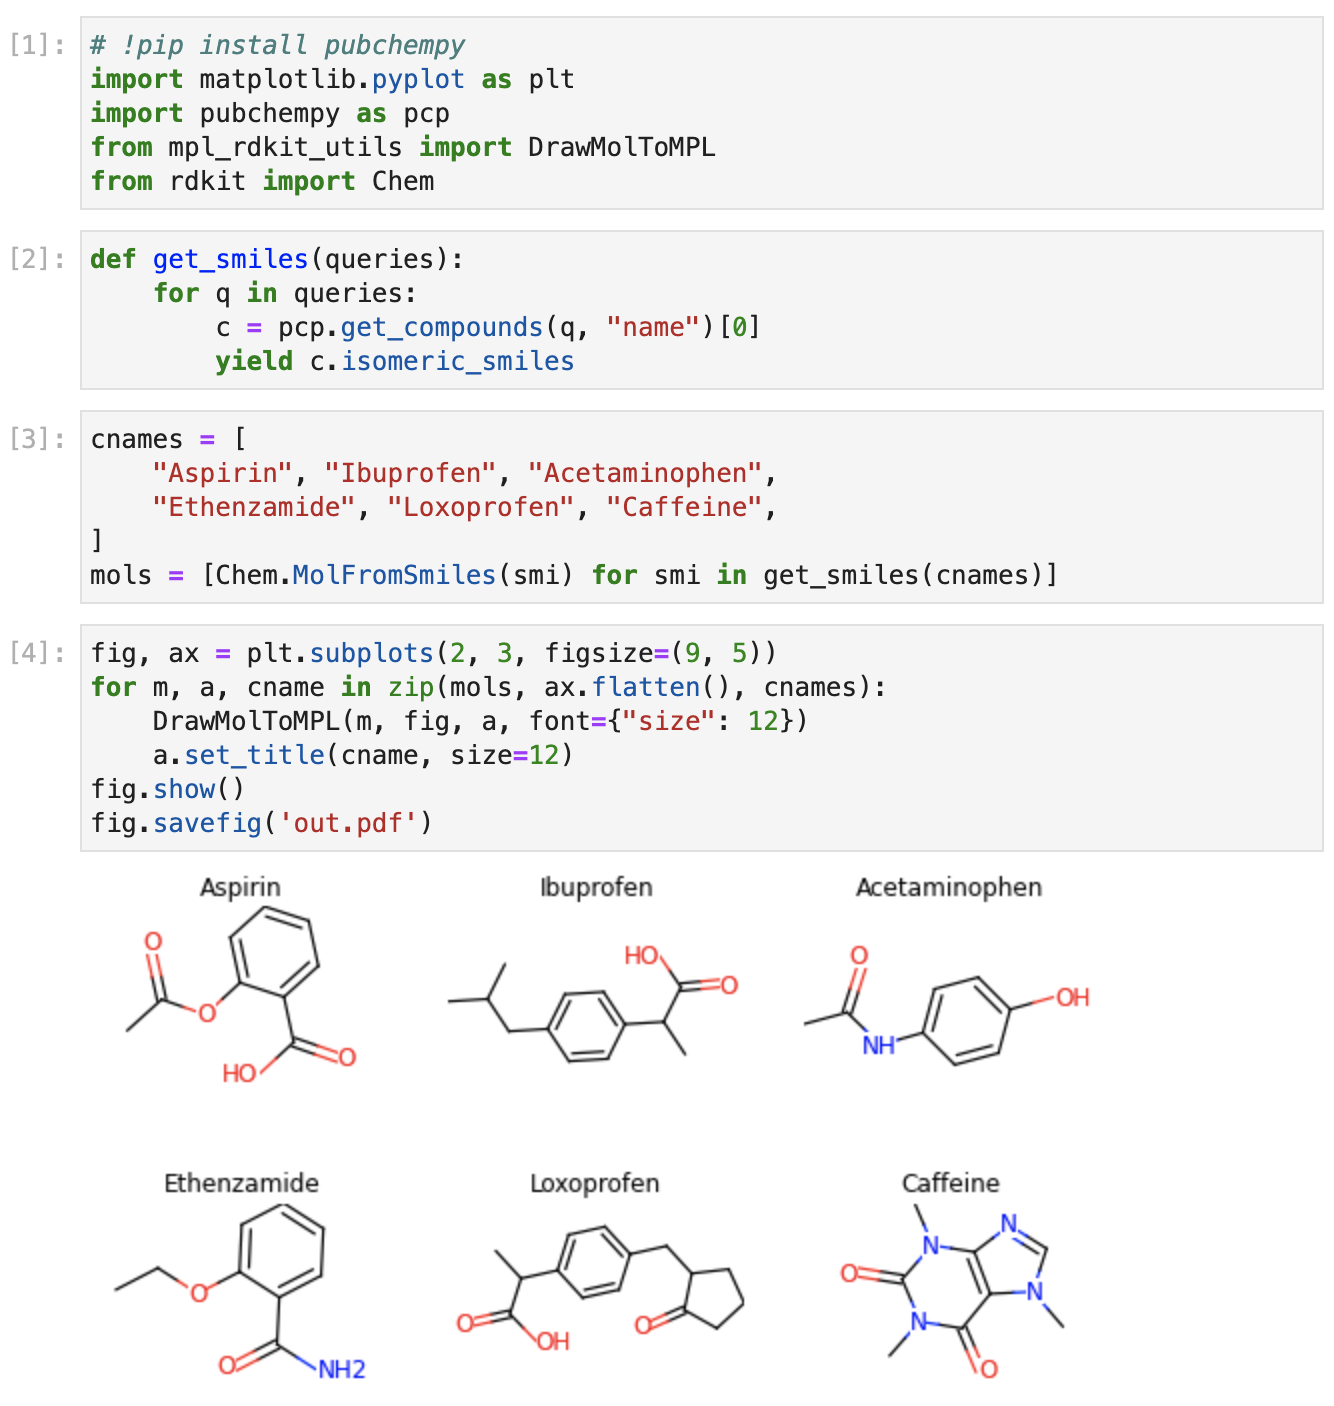 [1]: # !pip install pubchempy
import matplotlib.pyplot as plt
import pubchempy as pcp
from mpl_rdkit_utils import DrawMolToMPL
from rdkit import Chem
[2]: def get_smiles(queries):
    for q in queries:
        c = pcp.get_compounds(q, "name")[0]
        yield c.isomeric_smiles
[3]: cnames = [
    "Aspirin", "Ibuprofen", "Acetaminophen",
    "Ethenzamide", "Loxoprofen", "Caffeine",
]
mols = [Chem.MolFromSmiles(smi) for smi in get_smiles(cnames)]
[4]: fig, ax = plt.subplots(2, 3, figsize=(9, 5))
for m, a, cname in zip(mols, ax.flatten(), cnames):
    DrawMolToMPL(m, fig, a, font={"size": 12})
    a.set_title(cname, size=12)
fig.show()
fig.savefig('out.pdf')
Aspirin
O
O
HO
O
Ibuprofen
HO
O
Acetaminophen
O
NH
OH
Ethenzamide
O
O
NH2
Loxoprofen
O
OH
O
Caffeine
N
N
O
N
N
O